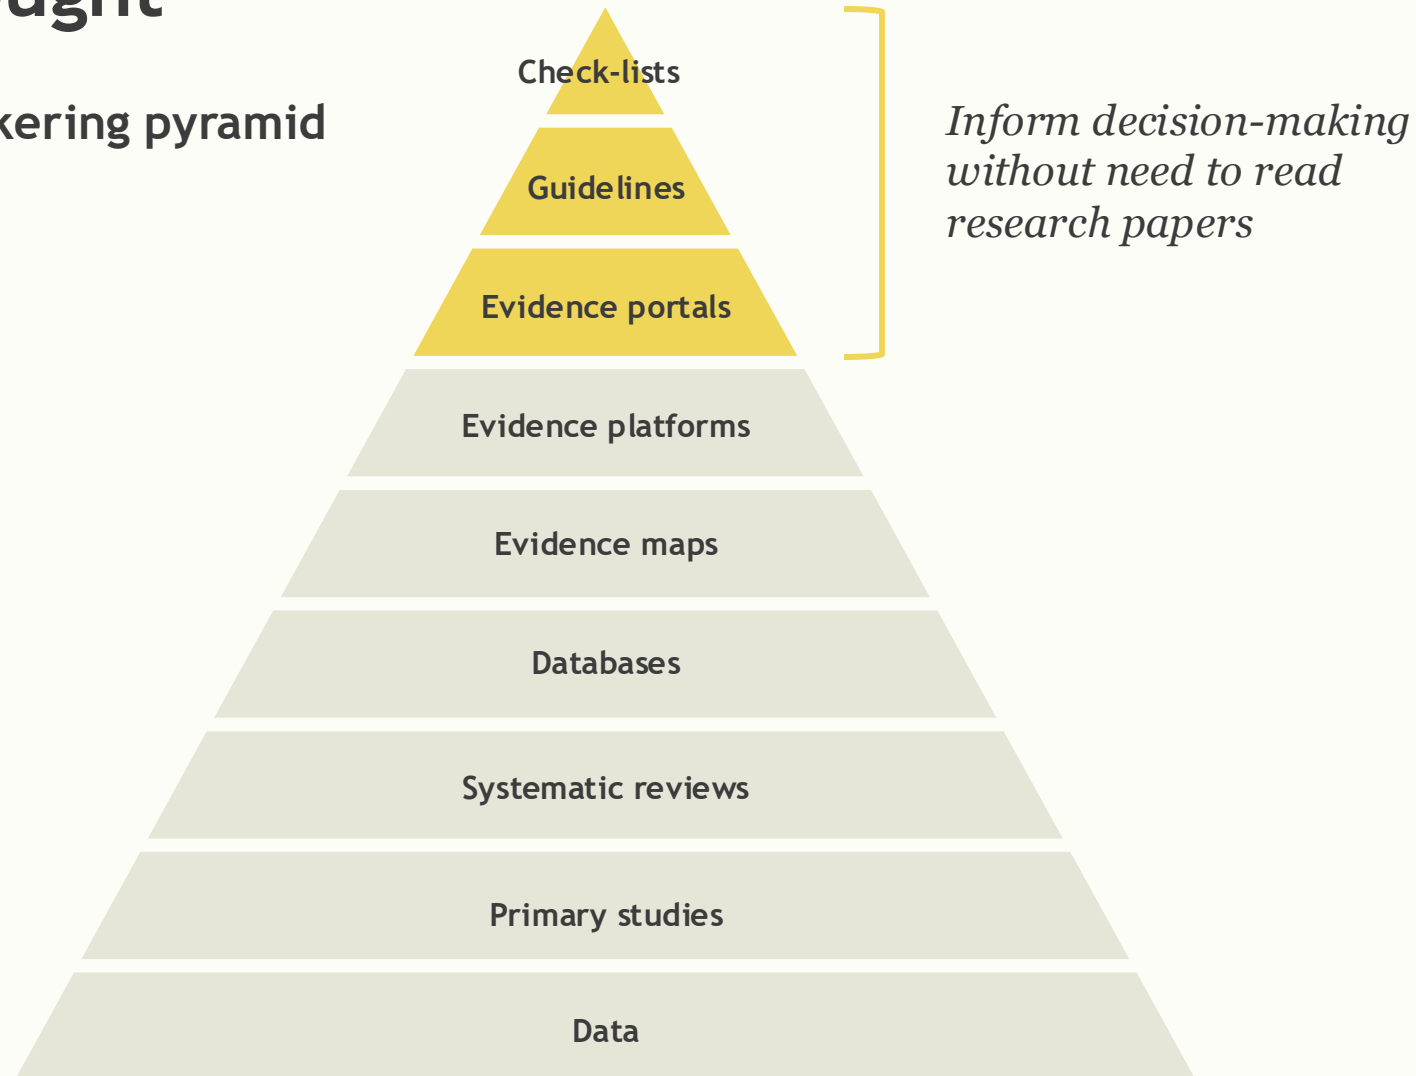 kering pyramid
Check-lists
Guidelines
Evidence portals
Evidence platforms
Evidence maps
Databases
Systematic reviews
Primary studies
Data
Inform decision-making
without need to read
research papers